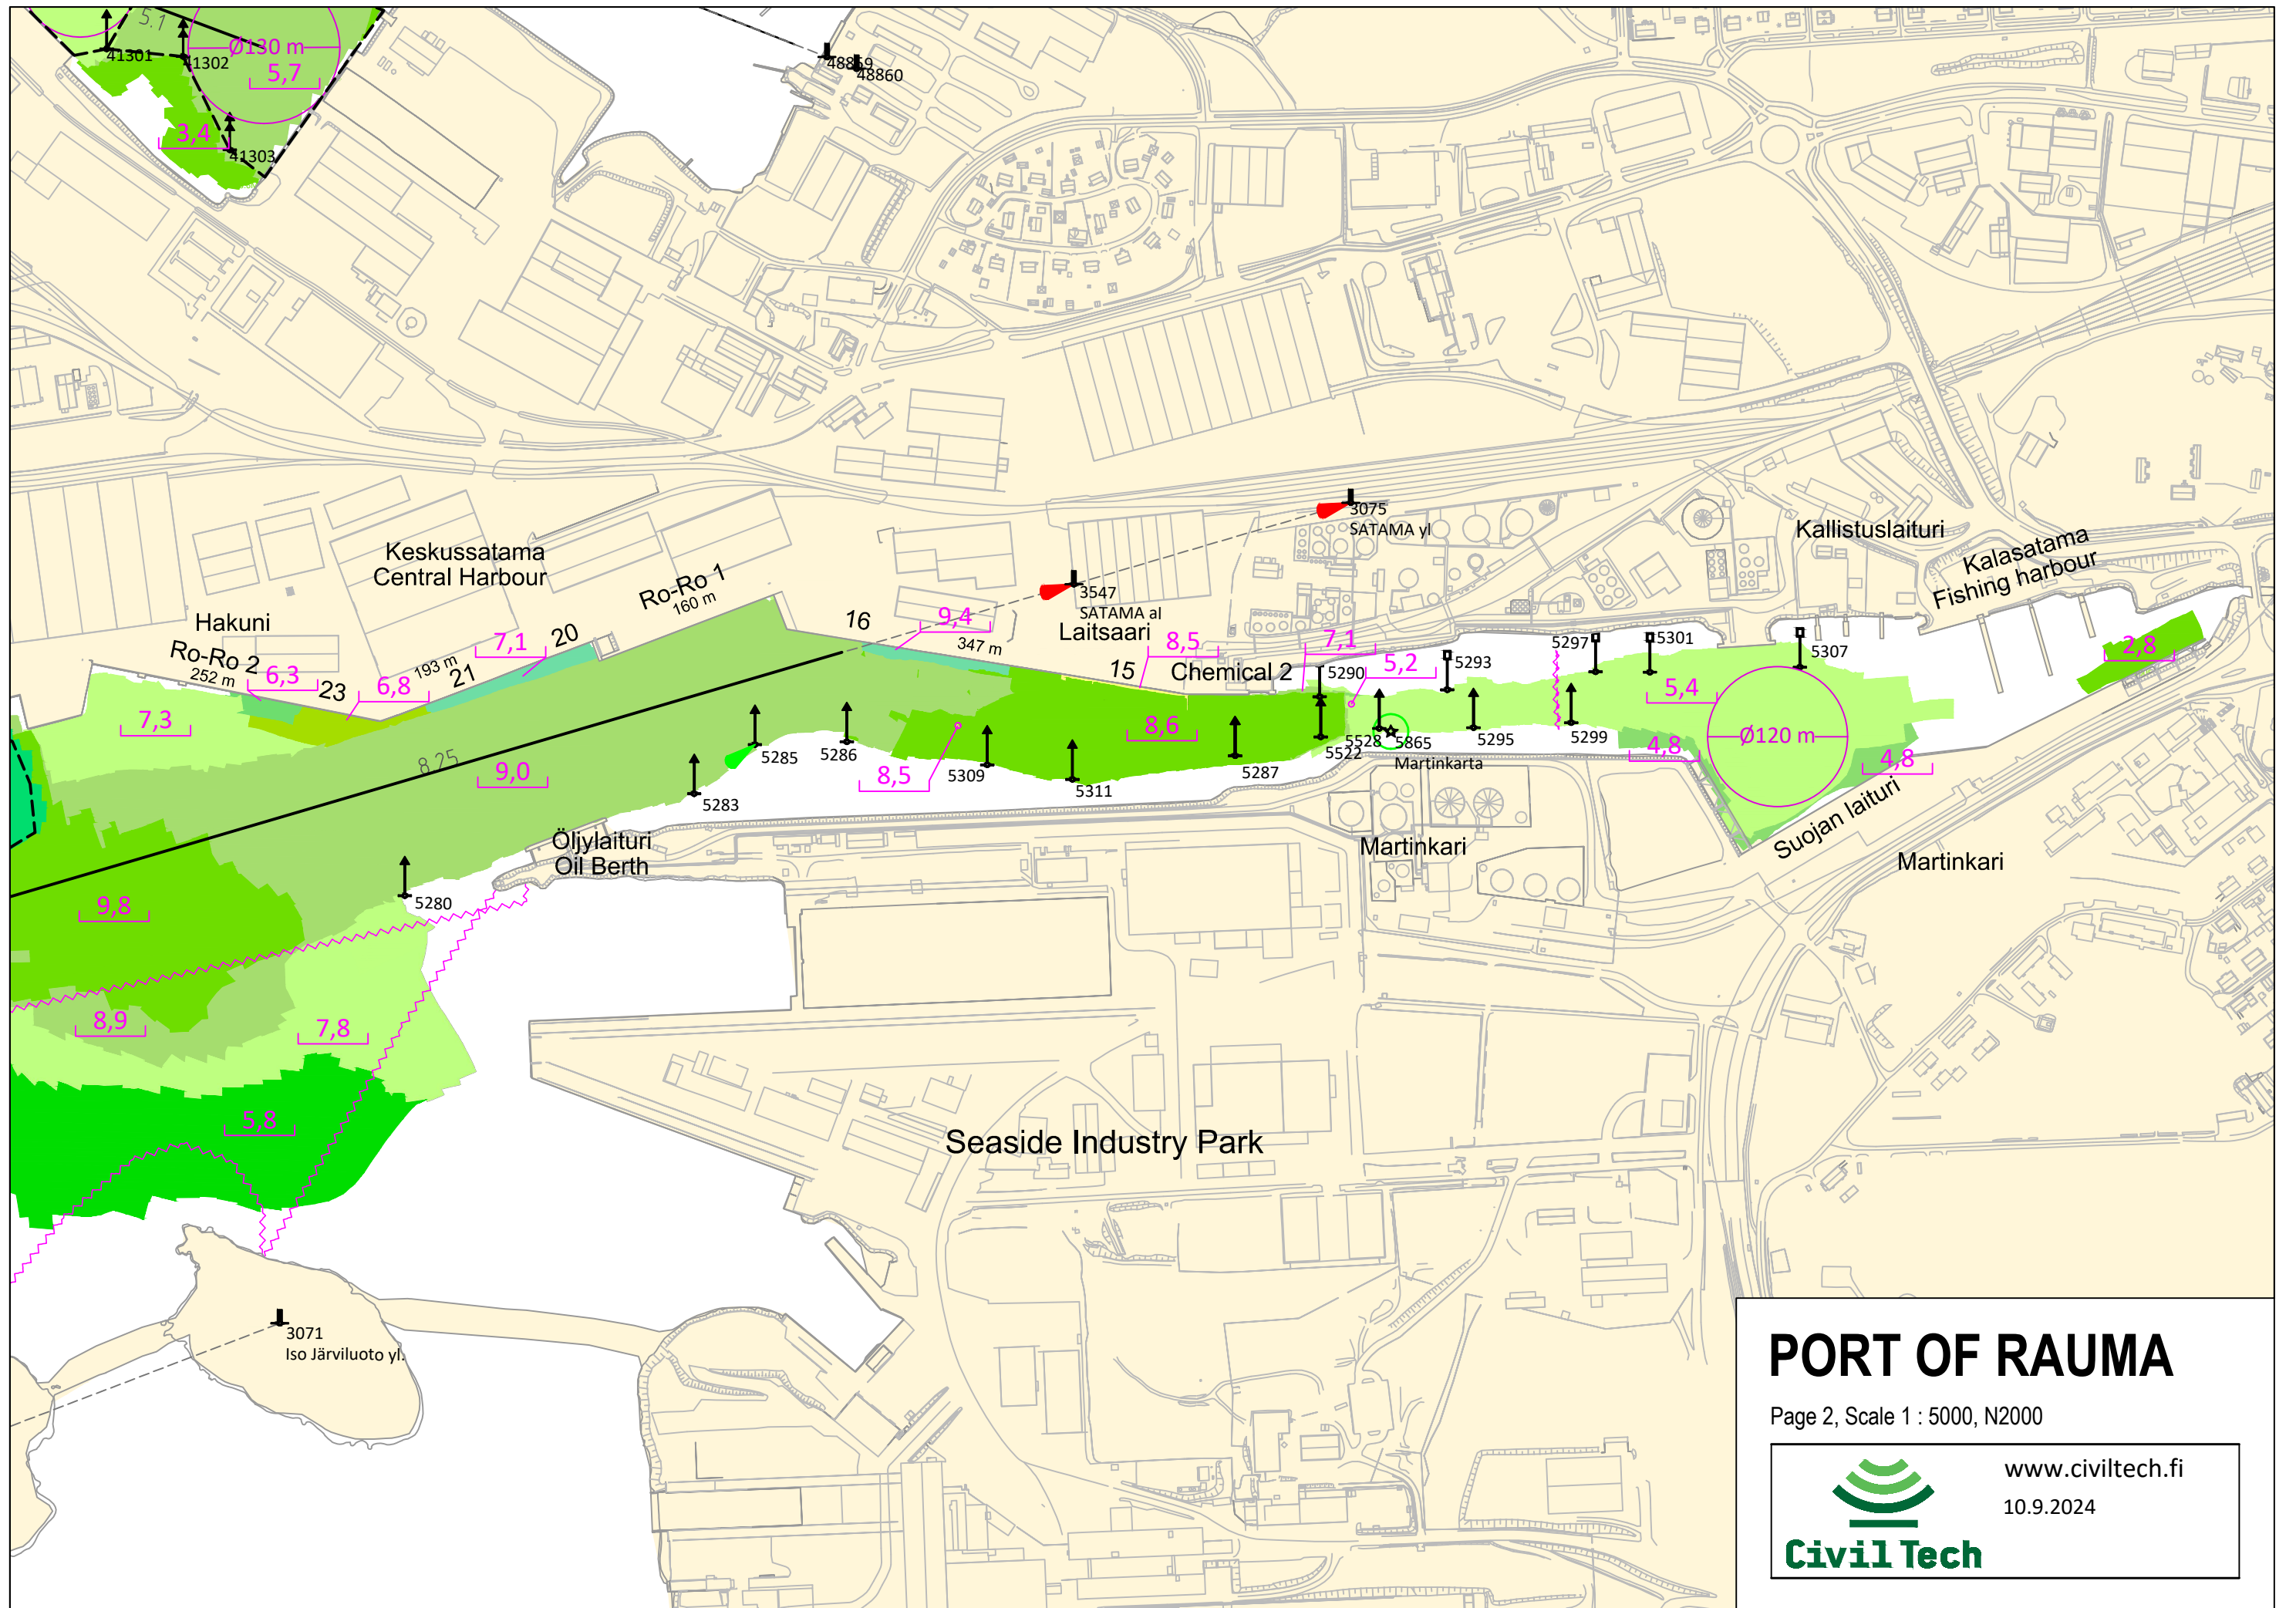 5.1
41301
41302
Ø130 m
5,7
3,4
41303
48859
48860
3075
SATAMA yl
3547
SATAMA al
Laitsaari
Kallistuslaituri
Kalasatama
Fishing harbour
Keskussatama
Central Harbour
Ro-Ro 1
160 m
Hakuni
Ro-Ro 2
252 m
6,3
23
6,8
193 m
21
7,1
20
16
9,4
347 m
15
8,5
Chemical 2
7,1
5,2
5290
5293
5297
5301
5307
2,8
7,3
8.25
9,0
5283
5285
5286
8,5
5309
5311
8,6
5287
5522
5528
5865
Martinkarta
5295
5299
5,4
4,8
Ø120 m
4,8
Suojan laituri
Martinkari
Martinkari
Öljylaituri
Oil Berth
5280
9,8
8,9
7,8
5,8
Seaside Industry Park
3071
Iso Järviluoto yl.
PORT OF RAUMA
Page 2, Scale 1 : 5000, N2000
www.civiltech.fi
10.9.2024
Civil Tech